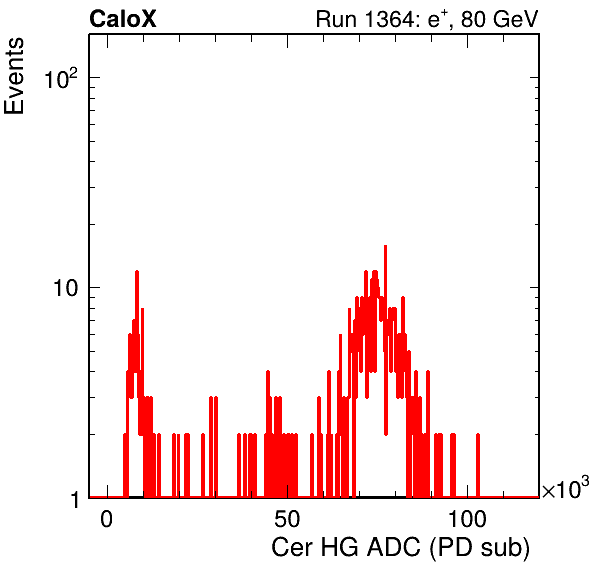 CaloX Run 1364: e⁺, 80 GeV
Events
10²
10
1
0 50 100
×10³
Cer HG ADC (PD sub)